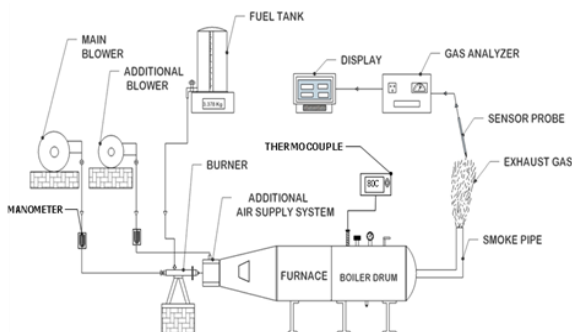 FUEL TANK
MAIN
BLOWER
ADDITIONAL
BLOWER
DISPLAY
GAS ANALYZER
SENSOR PROBE
THERMOCOUPLE
EXHAUST GAS
BURNER
ADDITIONAL
AIR SUPPLY SYSTEM
MANOMETER
SMOKE PIPE
FURNACE
BOILER DRUM